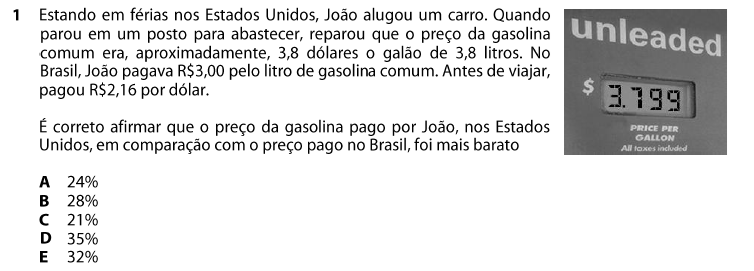 1 Estando em férias nos Estados Unidos, João alugou um carro. Quando
parou em um posto para abastecer, reparou que o preço da gasolina
comum era, aproximadamente, 3,8 dólares o galão de 3,8 litros. No
Brasil, João pagava R$3,00 pelo litro de gasolina comum. Antes de viajar,
pagou R$2,16 por dólar.
É correto afirmar que o preço da gasolina pago por João, nos Estados
Unidos, em comparação com o preço pago no Brasil, foi mais barato
A 24%
B 28%
C 21%
D 35%
E 32%
unleaded
$ 3.799
PRICE PER
GALLON
All taxes included